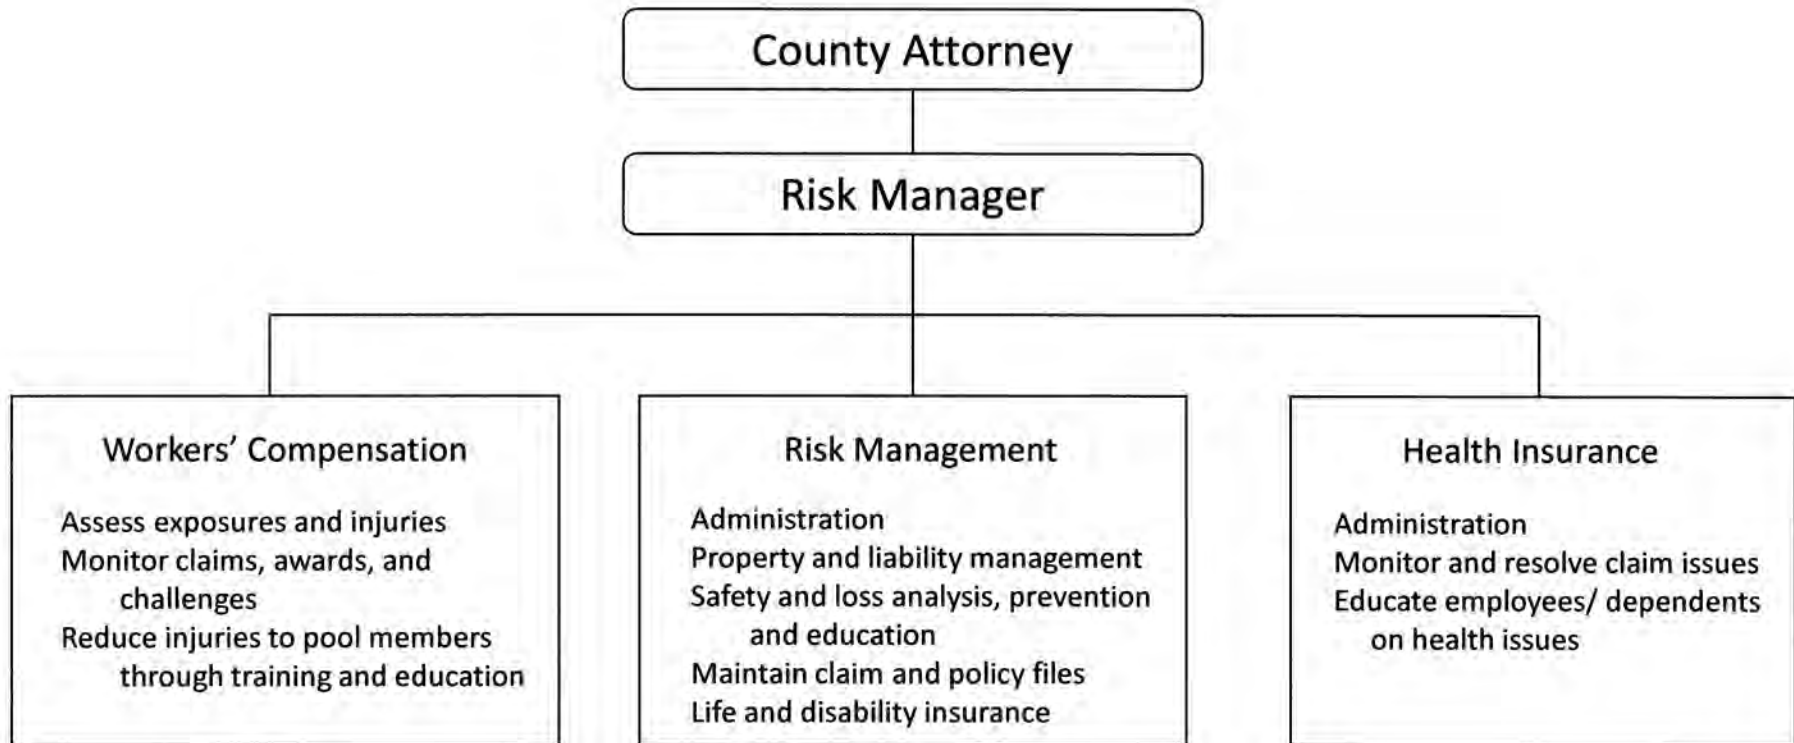 County Attorney
Risk Manager
Workers' Compensation
Assess exposures and injuries
Monitor claims, awards, and
challenges
Reduce injuries to pool members
through training and education
Risk Management
Administration
Property and liability management
Safety and loss analysis, prevention
and education
Maintain claim and policy files
Life and disability insurance
Health Insurance
Administration
Monitor and resolve claim issues
Educate employees/ dependents
on health issues